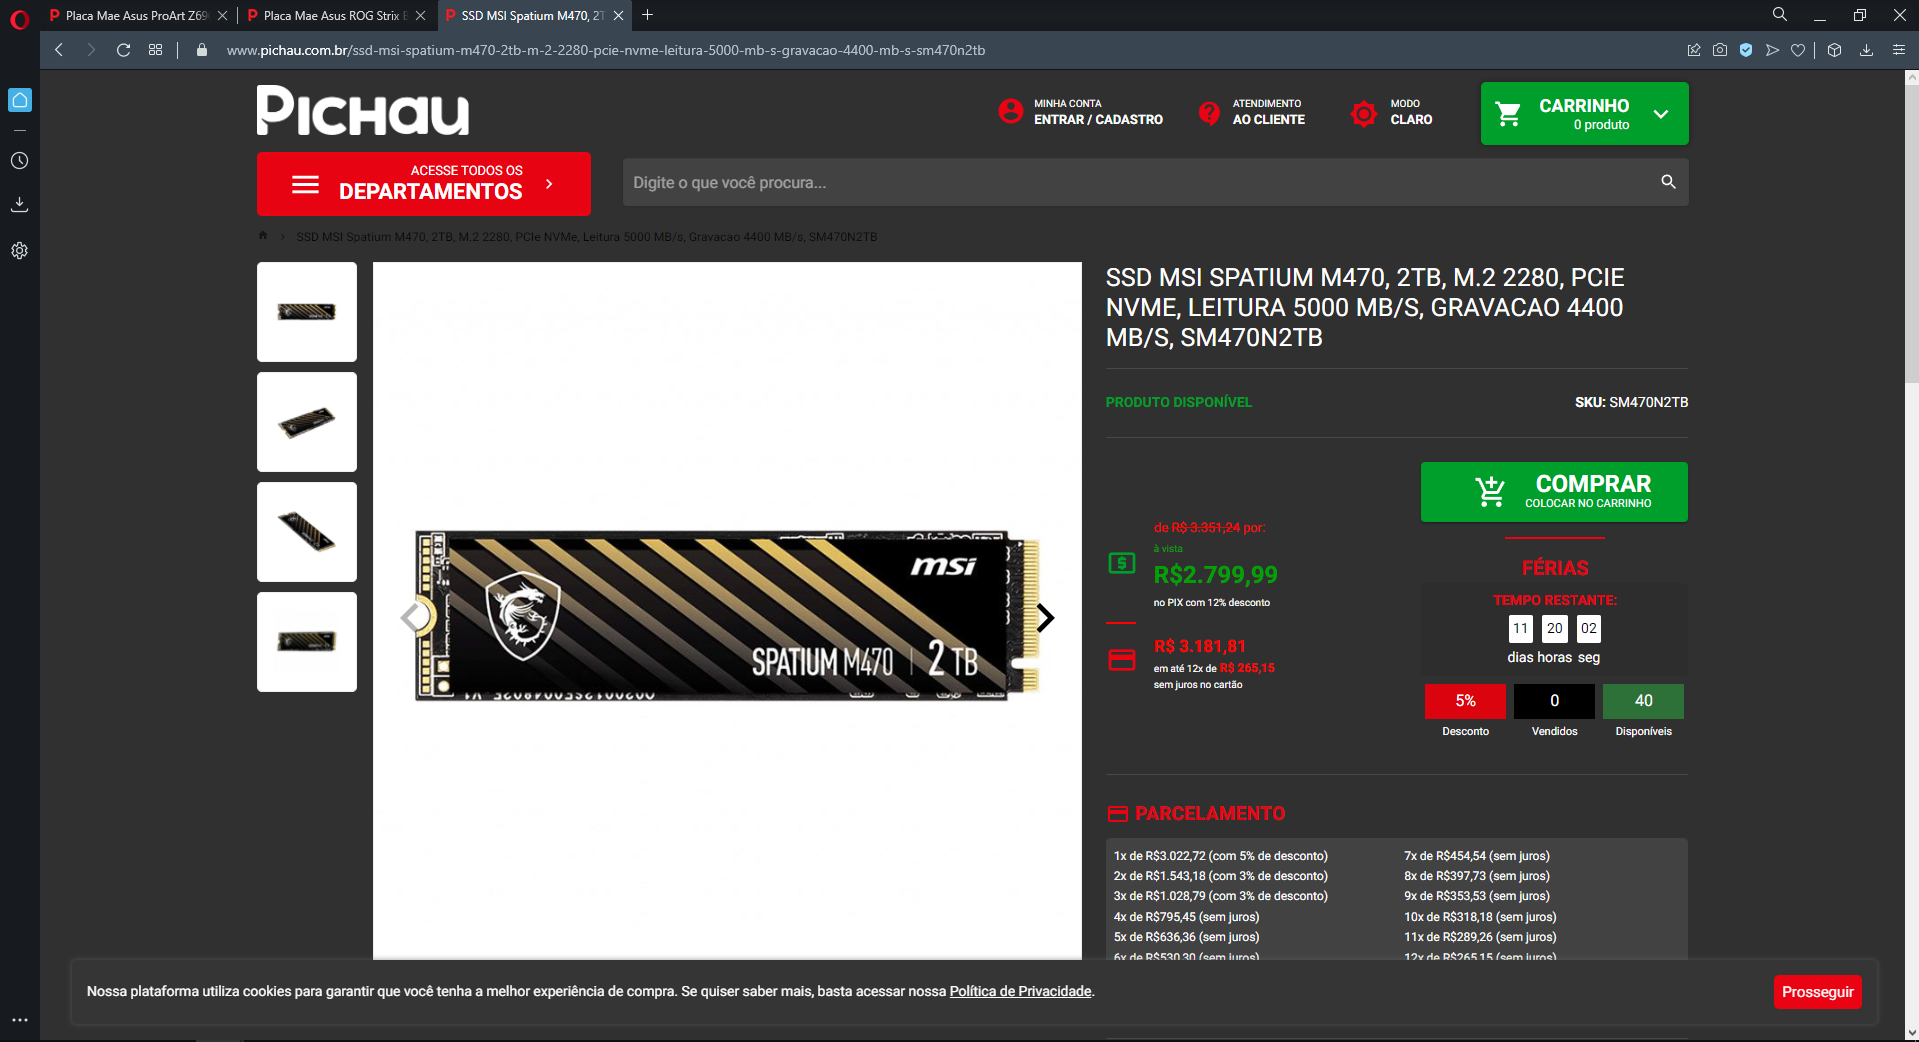 Placa Mae Asus ProArt Z69
Placa Mae Asus ROG Strix B
SSD MSI Spatium M470, 2T
www.pichau.com.br/ssd-msi-spatium-m470-2tb-m-2-2280-pcie-nvme-leitura-5000-mb-s-gravacao-4400-mb-s-sm470n2tb
PICHAU
MINHA CONTA
ENTRAR / CADASTRO
ATENDIMENTO
AO CLIENTE
MODO
CLARO
CARRINHO
0 produto
ACESSE TODOS OS
DEPARTAMENTOS
Digite o que você procura...
SSD MSI Spatium M470, 2TB, M.2 2280, PCIe NVMe, Leitura 5000 MB/s, Gravacao 4400 MB/s, SM470N2TB
msi
SPATIUM M470 | 2 TB
SSD MSI SPATIUM M470, 2TB, M.2 2280, PCIE
NVME, LEITURA 5000 MB/S, GRAVACAO 4400
MB/S, SM470N2TB
PRODUTO DISPONÍVEL
SKU: SM470N2TB
de R$ 3.351,24 por:
à vista
R$2.799,99
no PIX com 12% desconto
R$ 3.181,81
em até 12x de R$ 265,15
sem juros no cartão
COMPRAR
COLOCAR NO CARRINHO
FÉRIAS
TEMPO RESTANTE:
11 20 02
dias horas seg
5% 0 40
Desconto Vendidos Disponíveis
PARCELAMENTO
1x de R$3.022,72 (com 5% de desconto)
2x de R$1.543,18 (com 3% de desconto)
3x de R$1.028,79 (com 3% de desconto)
4x de R$795,45 (sem juros)
5x de R$636,36 (sem juros)
6x de R$530,30 (sem juros)
7x de R$454,54 (sem juros)
8x de R$397,73 (sem juros)
9x de R$353,53 (sem juros)
10x de R$318,18 (sem juros)
11x de R$289,26 (sem juros)
12x de R$265,15 (sem juros)
Nossa plataforma utiliza cookies para garantir que você tenha a melhor experiência de compra. Se quiser saber mais, basta acessar nossa Política de Privacidade.
Prosseguir